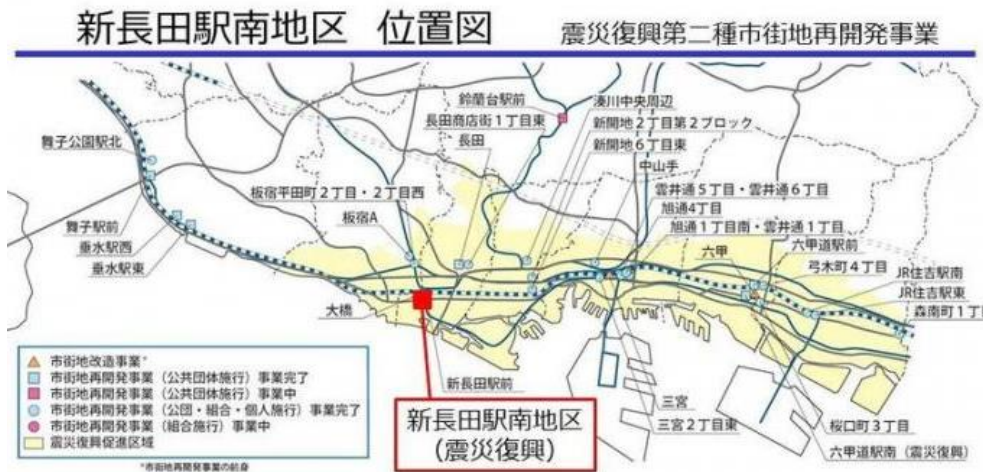 新長田駅南地区 位置図
震災復興第二種市街地再開発事業
鈴蘭台駅前
湊川中央周辺
長田商店街1丁目東
新開地2丁目第2ブロック
長田
新開地6丁目東
舞子公園駅北
中山手
板宿平田町2丁目・2丁目西
雲井通5丁目・雲井通6丁目
旭通4丁目
板宿A
旭通1丁目南・雲井通1丁目
舞子駅前
六甲
六甲道駅前
垂水駅西
弓木町4丁目
垂水駅東
JR住吉駅南
JR住吉駅東
大橋
森南町1丁目
市街地改造事業*
市街地再開発事業（公共団体施行）事業完了
市街地再開発事業（公共団体施行）事業中
市街地再開発事業（公団・組合・個人施行）事業完了
市街地再開発事業（組合施行）事業中
震災復興促進区域
*市街地再開発事業の前身
新長田駅前
新長田駅南地区
(震災復興)
三宮
三宮2丁目東
桜口町3丁目
六甲道駅南（震災復興）